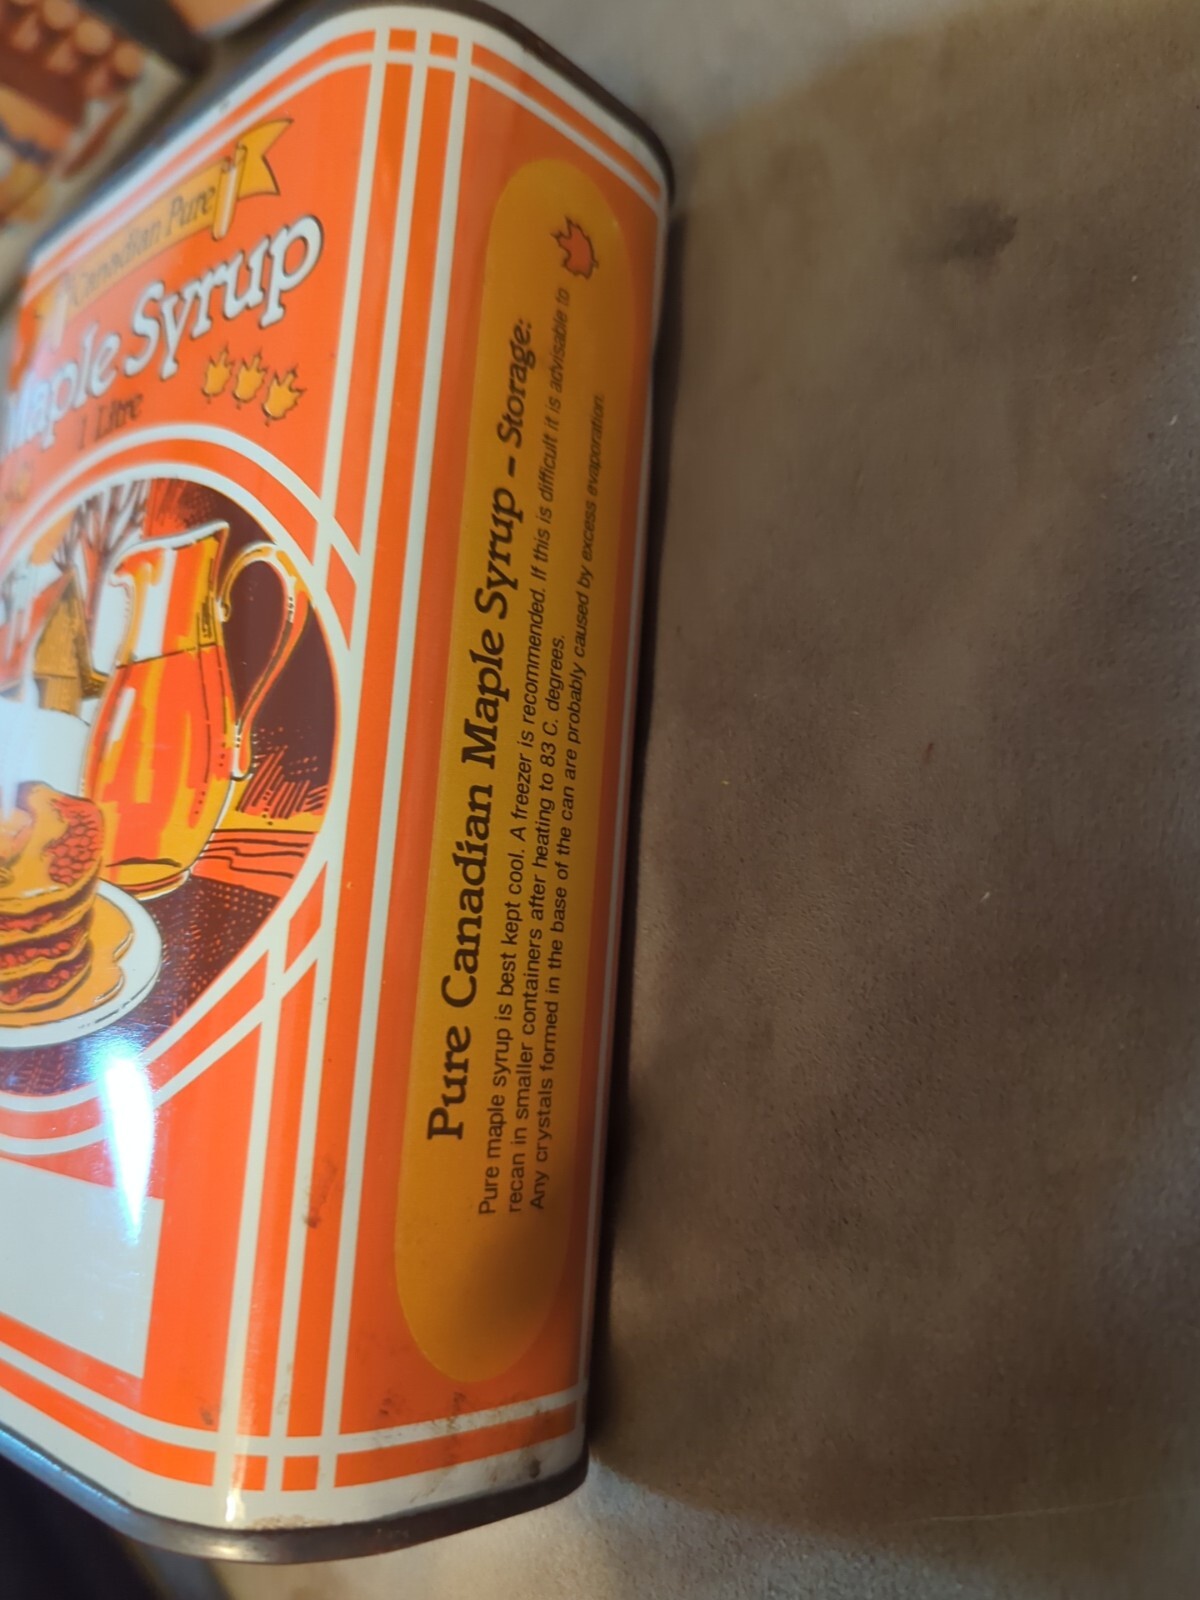 Canadian Pure
Maple Syrup
1 Litre
Pure Canadian Maple Syrup – Storage:
Pure maple syrup is best kept cool. A freezer is recommended. If this is difficult it is advisable to
recan in smaller containers after heating to 83 C. degrees.
Any crystals formed in the base of the can are probably caused by excess evaporation.